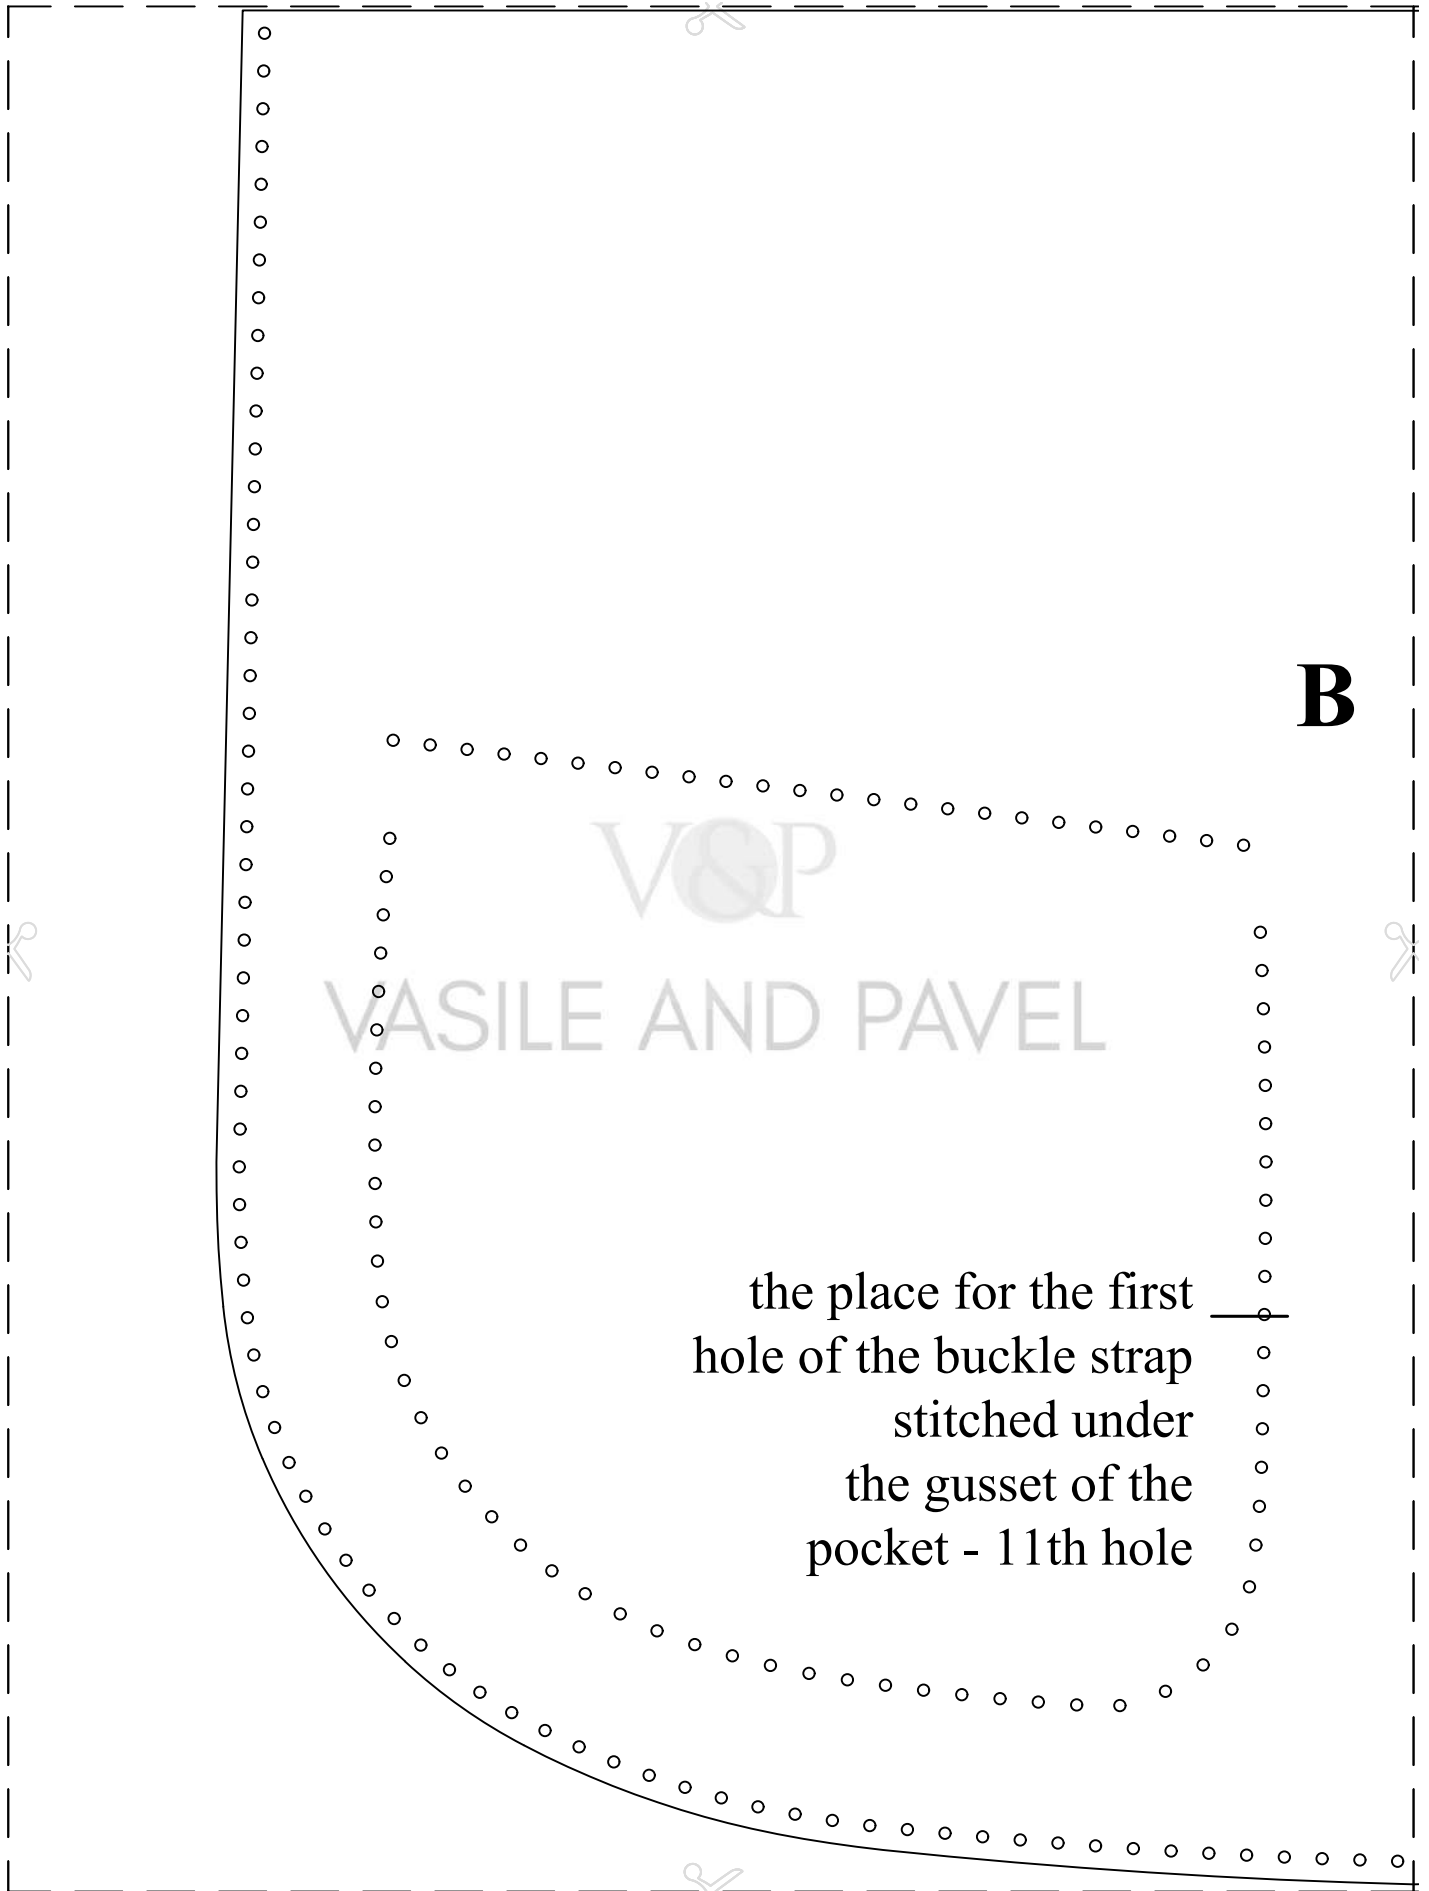 B
V&P
VASILE AND PAVEL
the place for the first
hole of the buckle strap
stitched under
the gusset of the
pocket - 11th hole